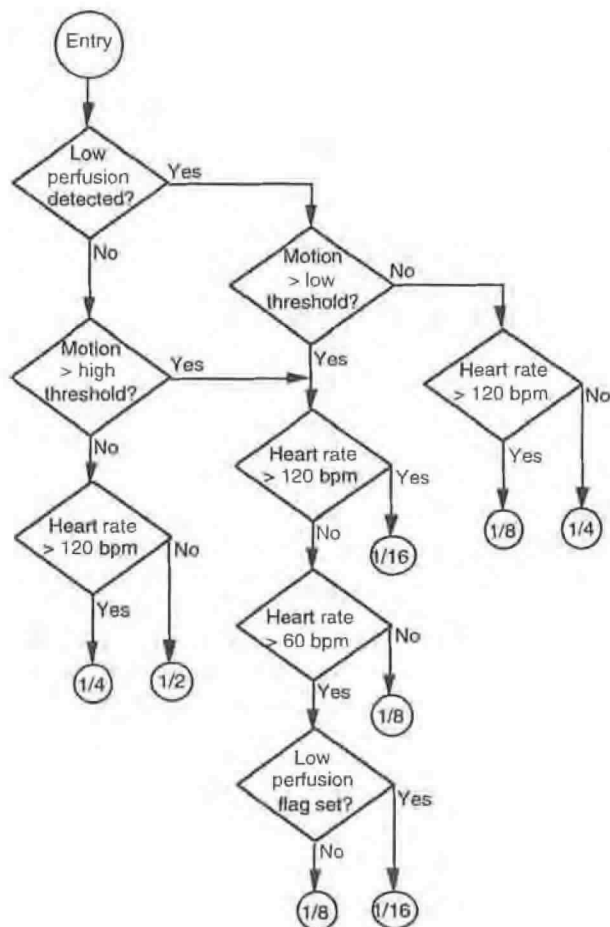 Entry
Low
perfusion
detected?
Yes
No
Motion
> low
threshold?
No
Yes
Motion
> high
threshold?
Yes
No
Heart rate
> 120 bpm
No
Yes
1/8
1/4
Heart rate
> 120 bpm
Yes
No
1/16
Heart rate
> 120 bpm
No
Yes
1/4
1/2
Heart rate
> 60 bpm
No
Yes
1/8
Low
perfusion
flag set?
Yes
No
1/8
1/16